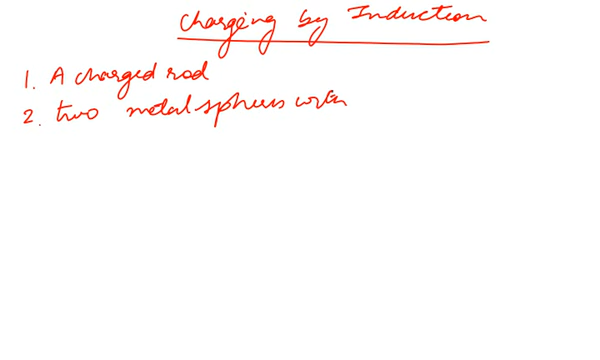 Charging by Induction
1. A charged rod
2. two metal spheres with